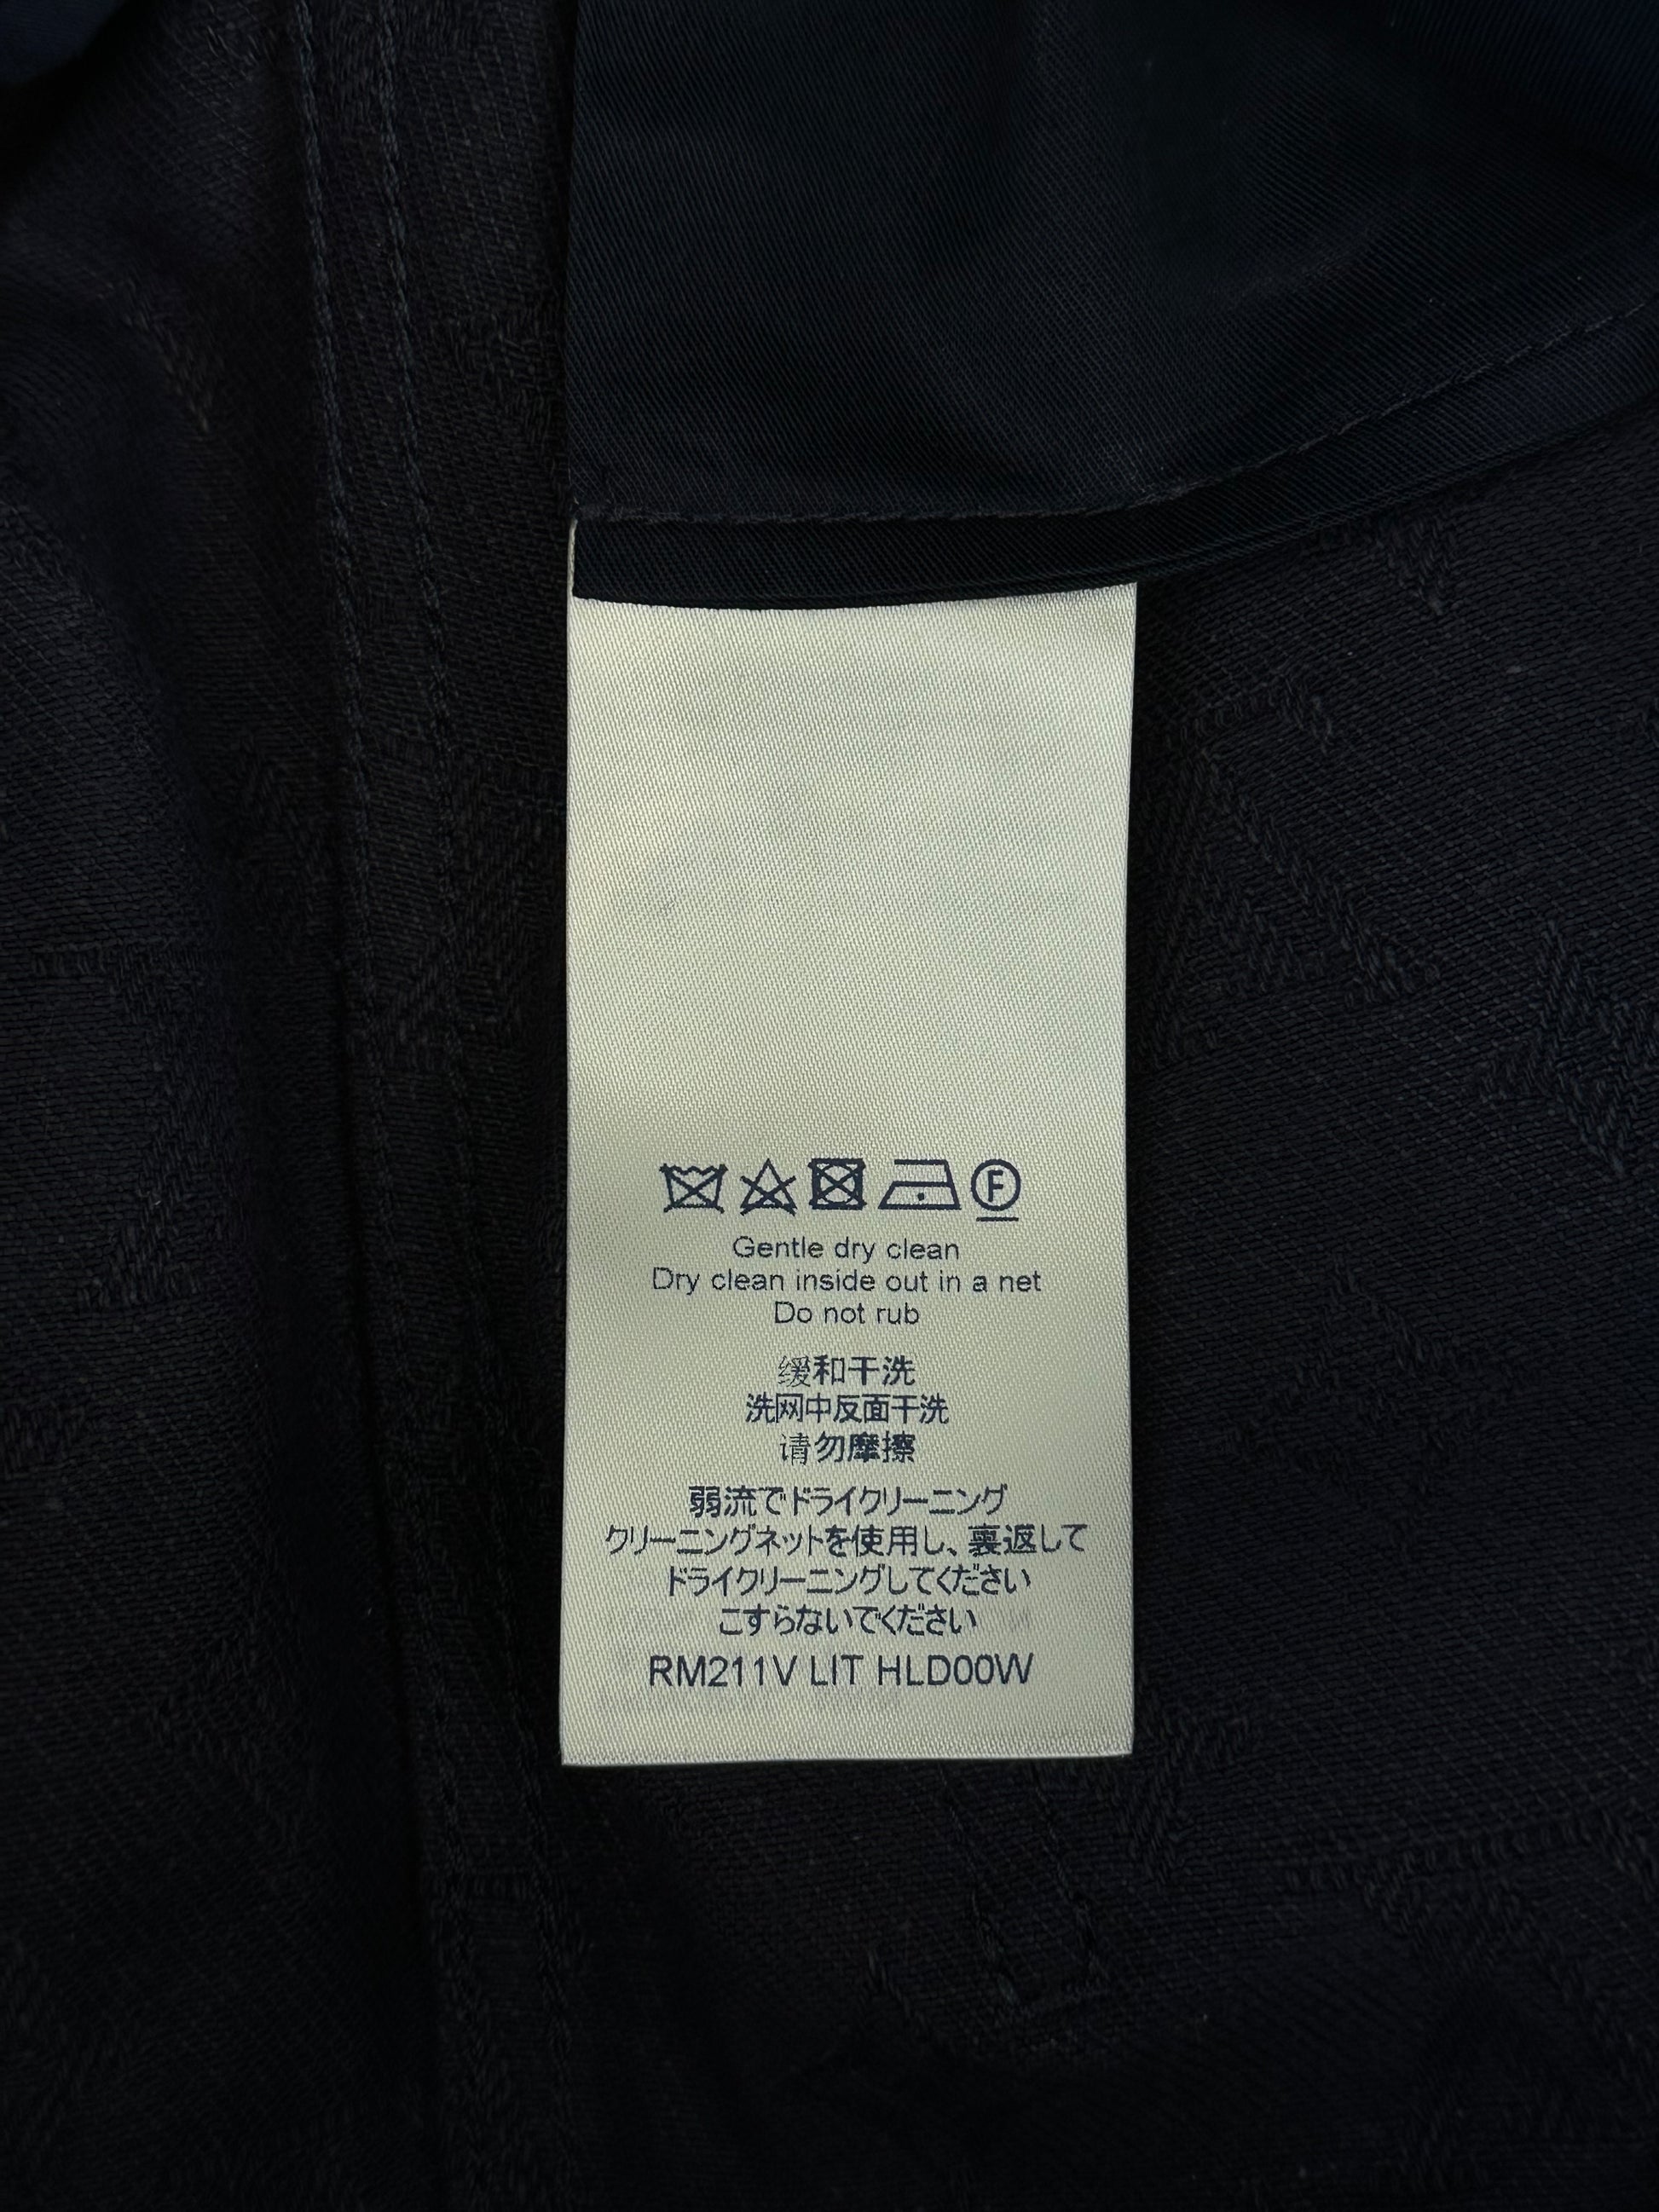 F
Gentle dry clean
Dry clean inside out in a net
Do not rub
缓和干洗
洗网中反面干洗
请勿摩擦
弱流でドライクリーニング
クリーニングネットを使用し、裏返して
ドライクリーニングしてください
こすらないでください
RM211V LIT HLD00W